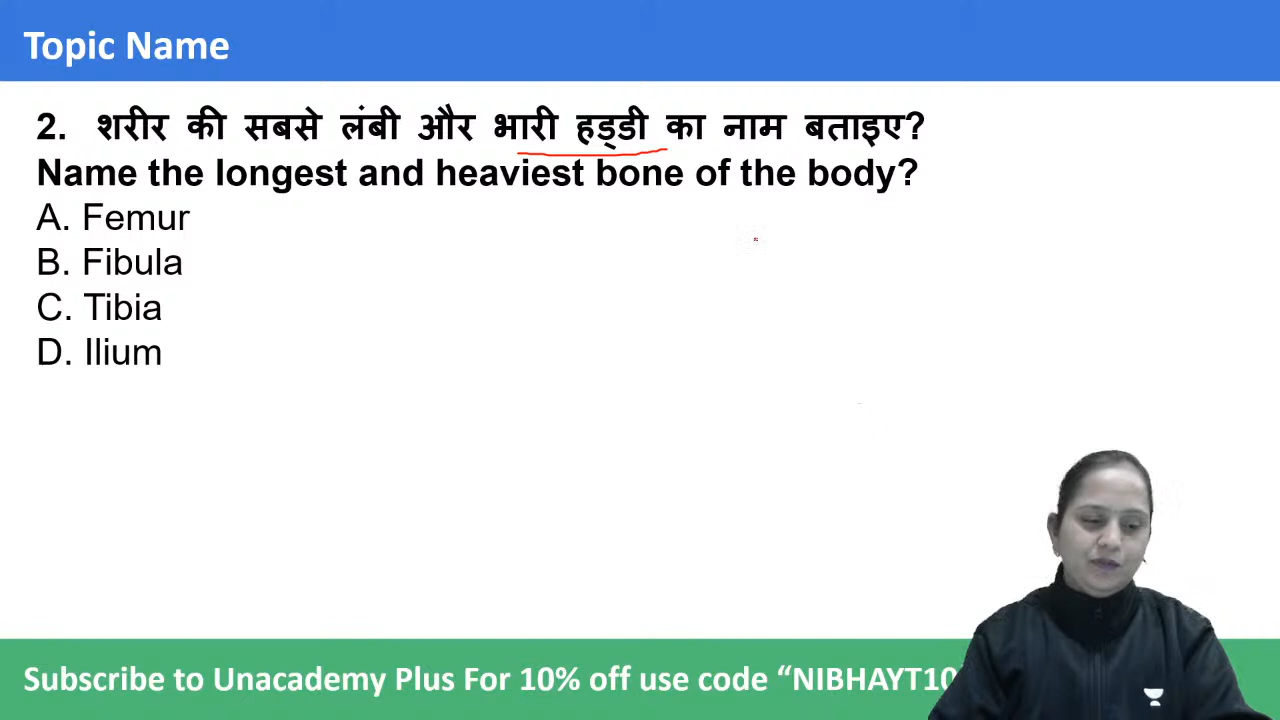 Topic Name
2. शरीर की सबसे लंबी और भारी हड्डी का नाम बताइए?
Name the longest and heaviest bone of the body?
A. Femur
B. Fibula
C. Tibia
D. Ilium
Subscribe to Unacademy Plus For 10% off use code “NIBHAYT10